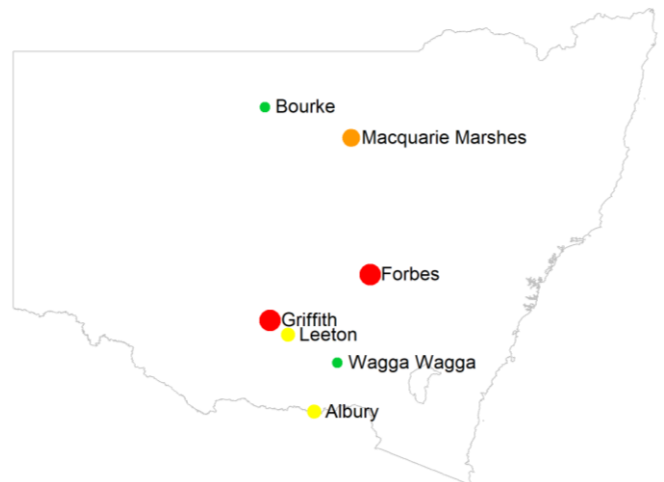 Bourke
Macquarie Marshes
Forbes
Griffith
Leeton
Wagga Wagga
Albury